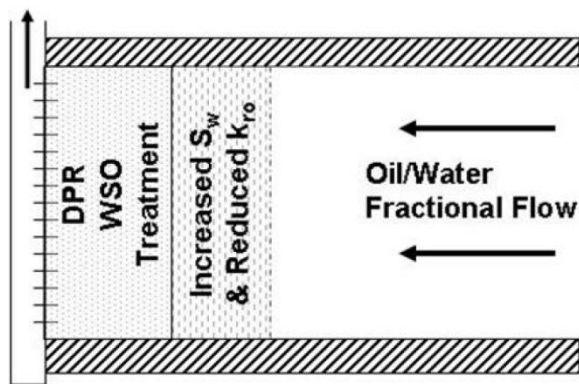 DPR
WSO
Treatment
Increased Sw
& Reduced kro
Oil/Water
Fractional Flow